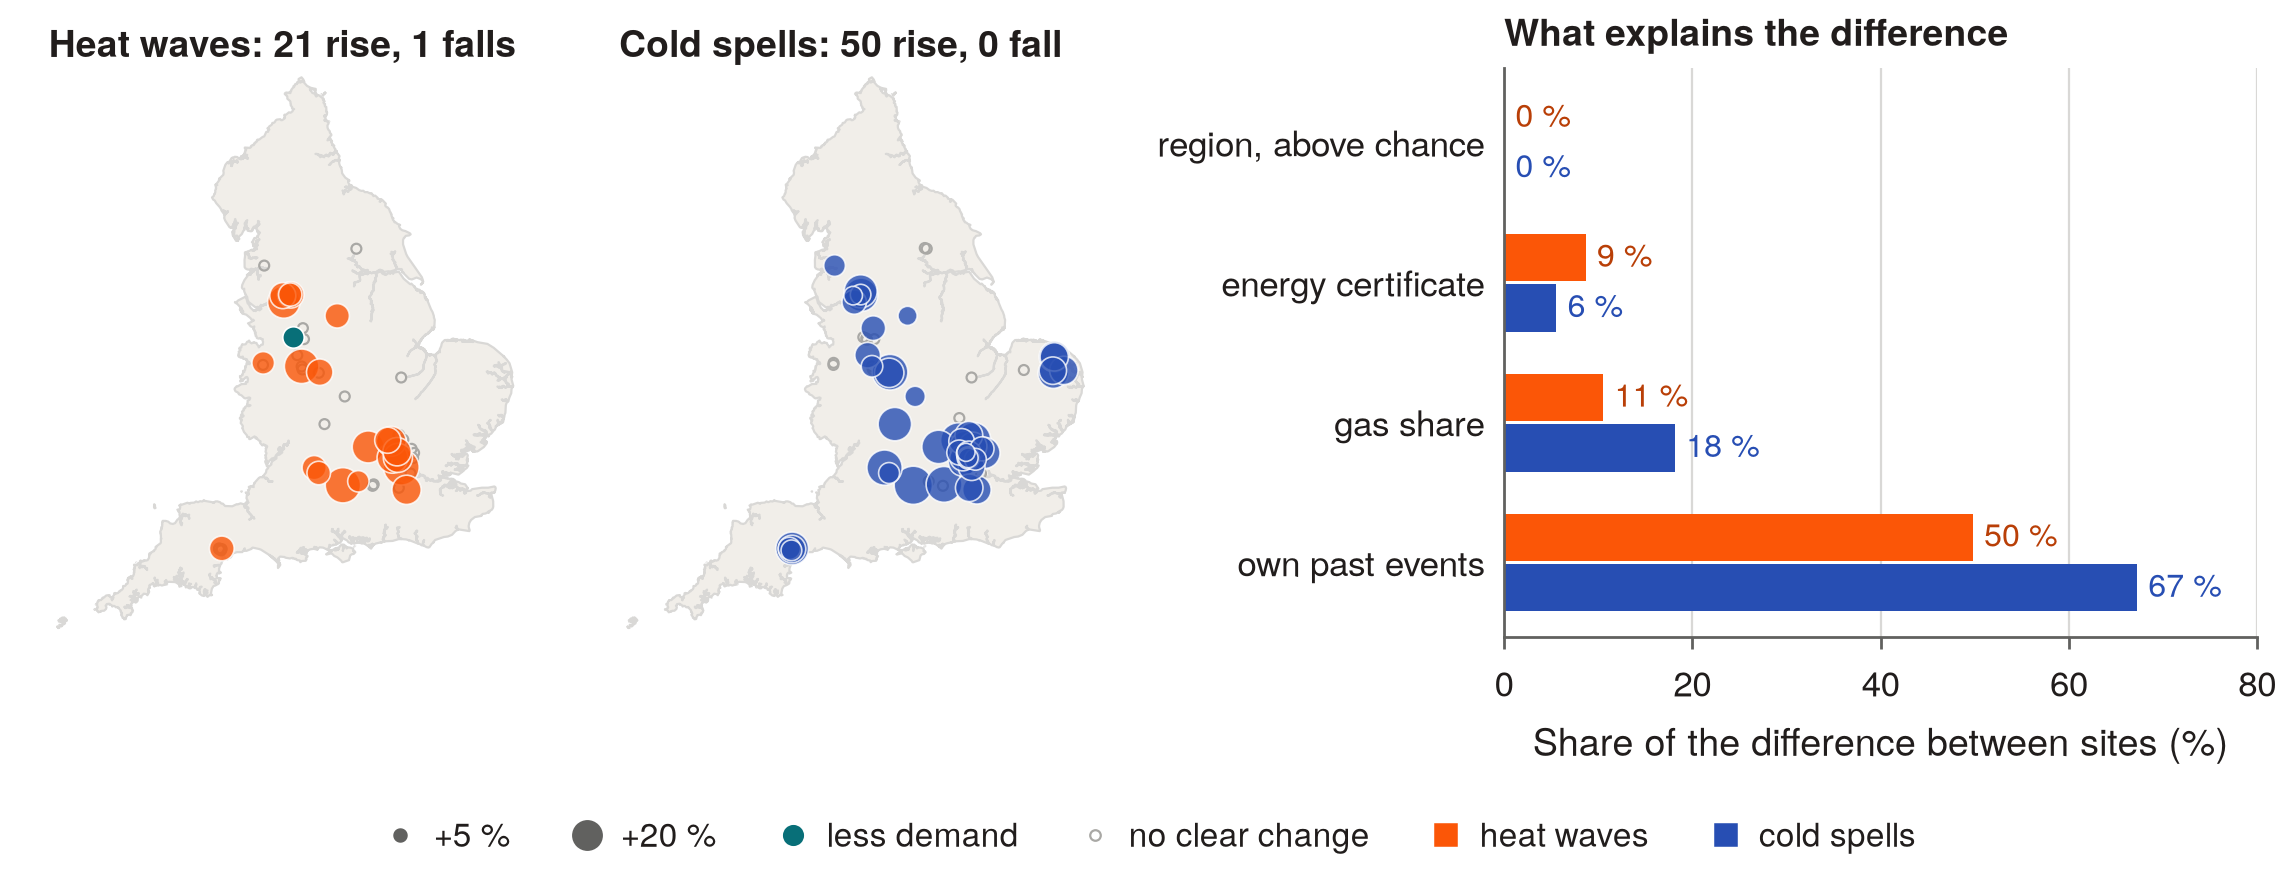 Heat waves: 21 rise, 1 falls
Cold spells: 50 rise, 0 fall
What explains the difference
region, above chance
0 %
0 %
energy certificate
9 %
6 %
gas share
11 %
18 %
own past events
50 %
67 %
0 20 40 60 80
Share of the difference between sites (%)
+5 % +20 % less demand no clear change heat waves cold spells